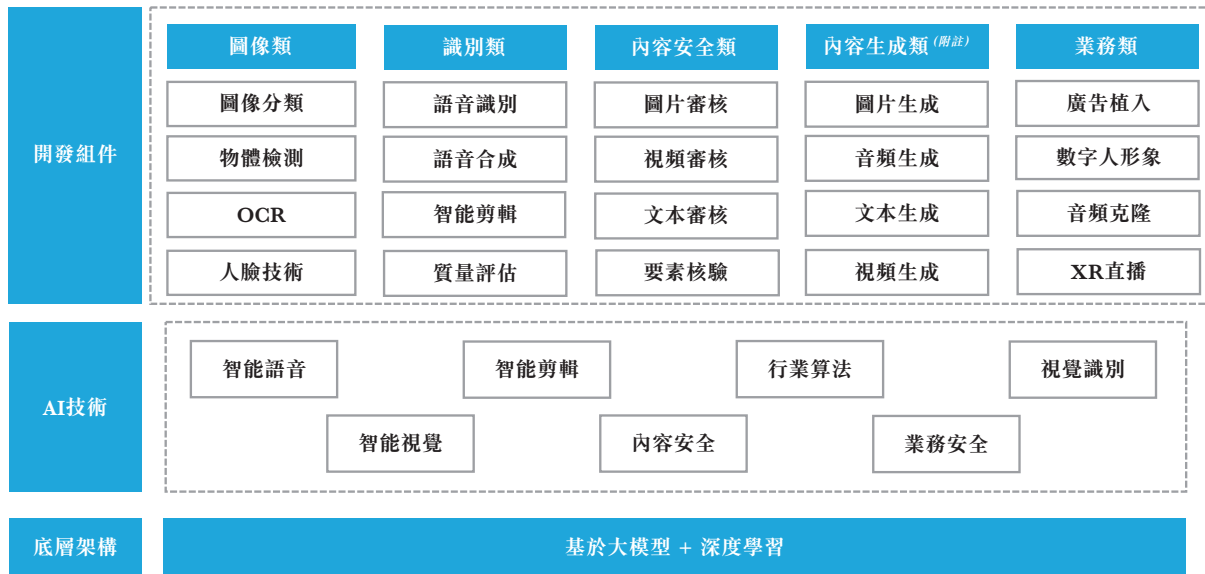 開發組件
圖像類
圖像分類
物體檢測
OCR
人臉技術
識別類
語音識別
語音合成
智能剪輯
質量評估
內容安全類
圖片審核
視頻審核
文本審核
要素核驗
內容生成類(附註)
圖片生成
音頻生成
文本生成
視頻生成
業務類
廣告植入
數字人形象
音頻克隆
XR直播
AI技術
智能語音
智能剪輯
行業算法
視覺識別
智能視覺
內容安全
業務安全
底層架構
基於大模型 + 深度學習